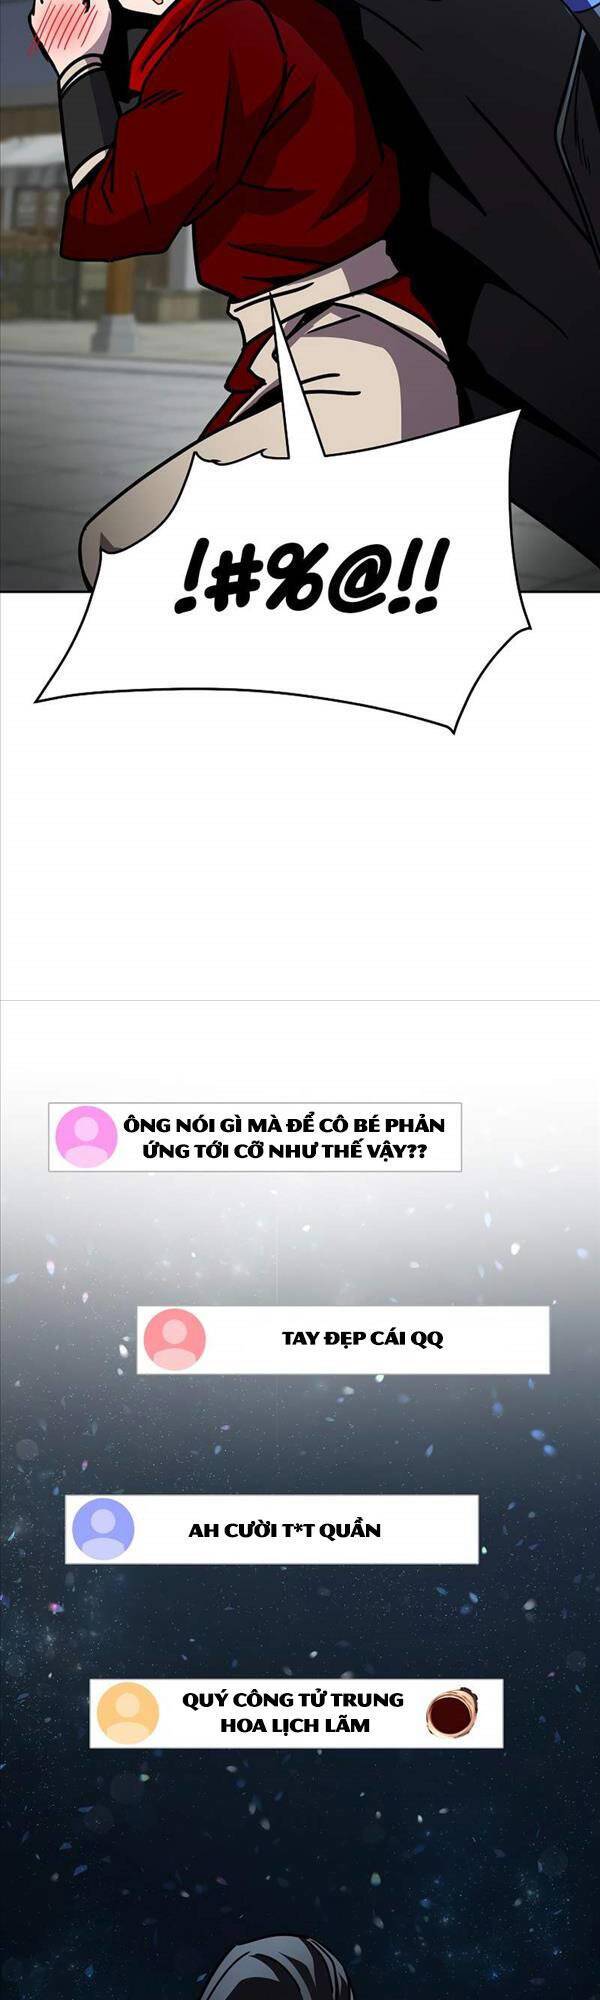 !#%@!!
ÔNG NÓI GÌ MÀ ĐỂ CÔ BÉ PHẢN
ỨNG TỚI CỠ NHƯ THẾ VẬY??
TAY ĐẸP CÁI QQ
AH CƯỜI T*T QUẦN
QUÝ CÔNG TỬ TRUNG
HOA LỊCH LÃM